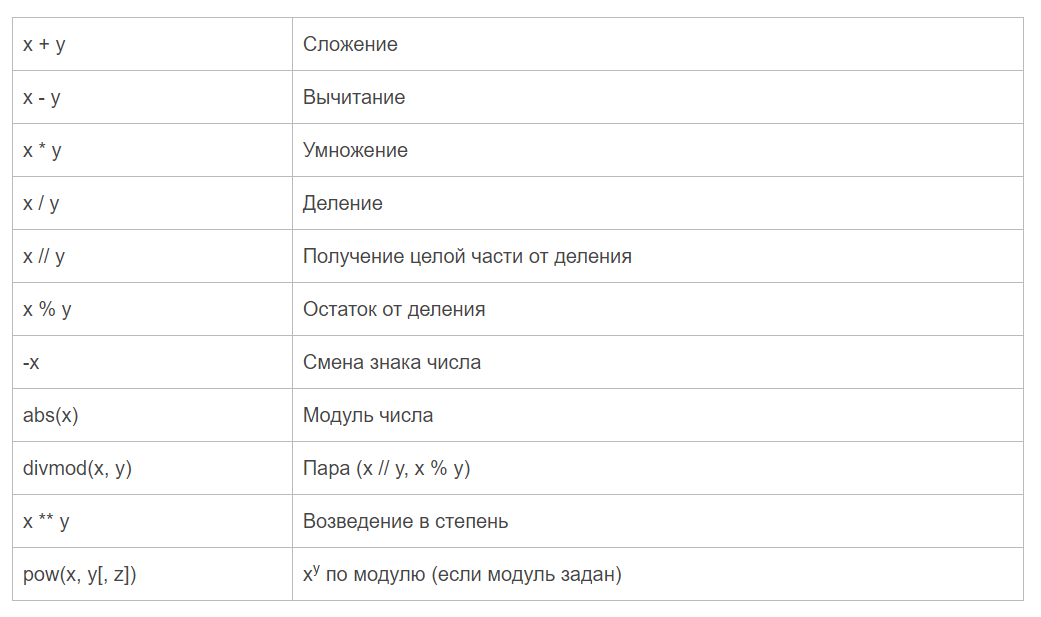 x + y Сложение
x - y Вычитание
x * y Умножение
x / y Деление
x // y Получение целой части от деления
x % y Остаток от деления
-x Смена знака числа
abs(x) Модуль числа
divmod(x, y) Пара (x // y, x % y)
x ** y Возведение в степень
pow(x, y[, z]) xʸ по модулю (если модуль задан)